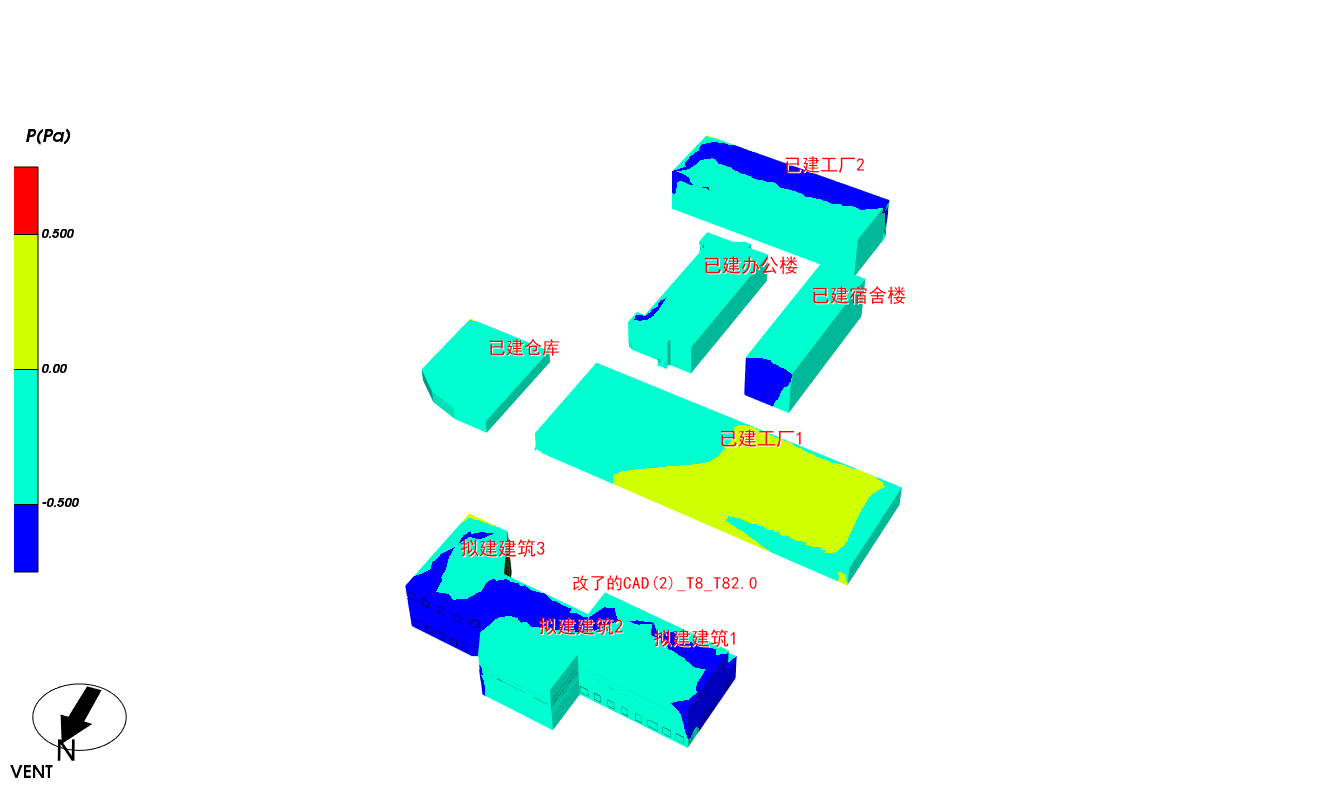 P(Pa)
0.500
0.00
-0.500
已建工厂2
已建办公楼
已建宿舍楼
已建仓库
已建工厂1
拟建建筑3
改了的CAD(2)_T8_T82.0
拟建建筑2
拟建建筑1
N
VENT